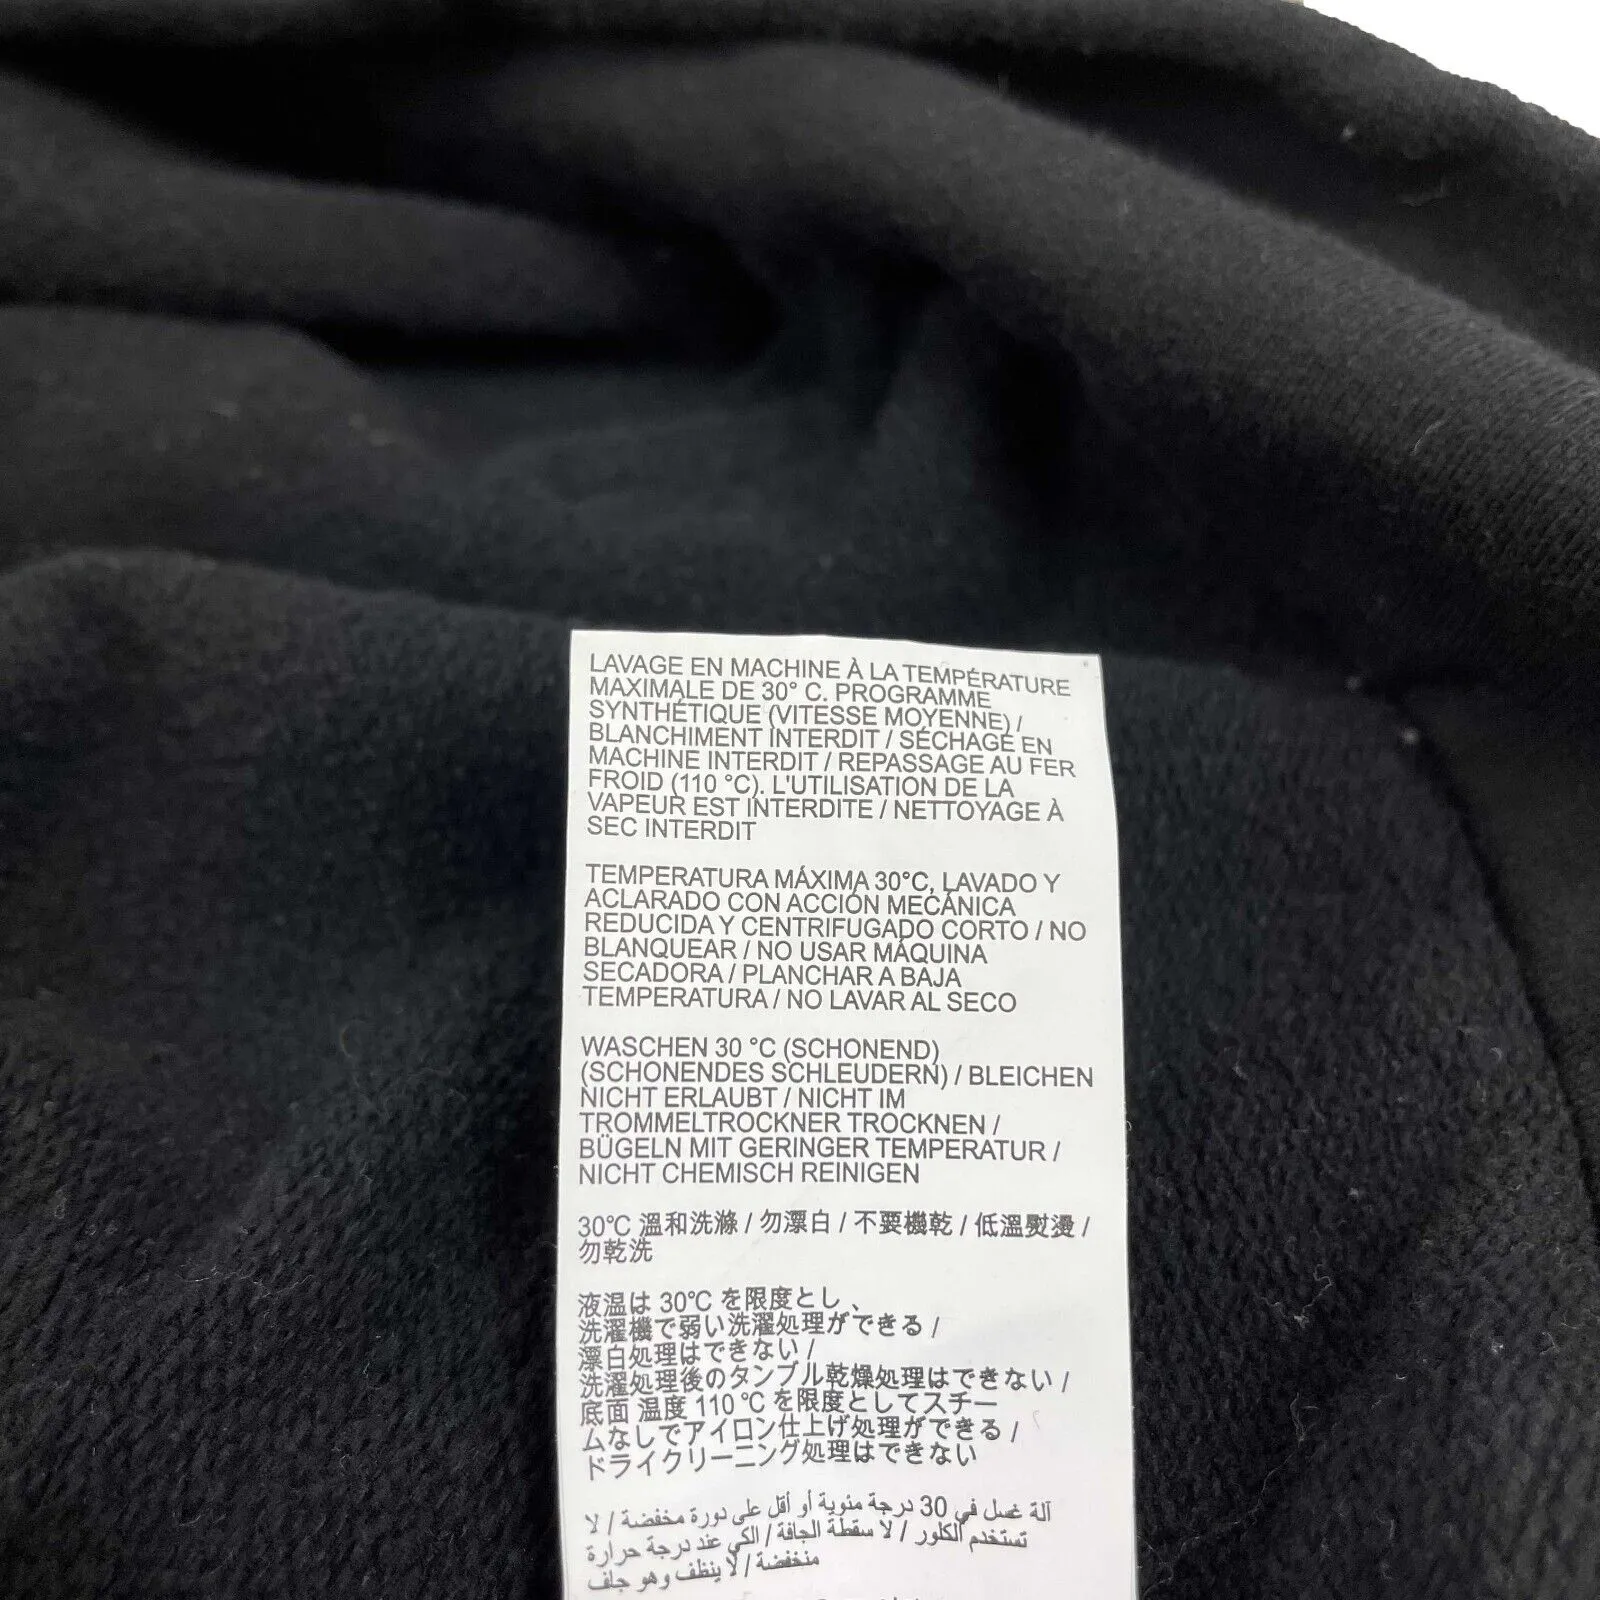 LAVAGE EN MACHINE À LA TEMPÉRATURE
MAXIMALE DE 30° C. PROGRAMME
SYNTHÉTIQUE (VITESSE MOYENNE) /
BLANCHIMENT INTERDIT / SÉCHAGE EN
MACHINE INTERDIT / REPASSAGE AU FER
FROID (110 °C). L'UTILISATION DE LA
VAPEUR EST INTERDITE / NETTOYAGE À
SEC INTERDIT
TEMPERATURA MÁXIMA 30°C, LAVADO Y
ACLARADO CON ACCIÓN MECÁNICA
REDUCIDA Y CENTRIFUGADO CORTO / NO
BLANQUEAR / NO USAR MÁQUINA
SECADORA / PLANCHAR A BAJA
TEMPERATURA / NO LAVAR AL SECO
WASCHEN 30 °C (SCHONEND)
(SCHONENDES SCHLEUDERN) / BLEICHEN
NICHT ERLAUBT / NICHT IM
TROMMELTROCKNER TROCKNEN /
BÜGELN MIT GERINGER TEMPERATUR /
NICHT CHEMISCH REINIGEN
30°C 溫和洗滌 / 勿漂白 / 不要機乾 / 低溫熨燙 /
勿乾洗
液温は 30°C を限度とし、
洗濯機で弱い洗濯処理ができる /
漂白処理はできない /
洗濯処理後のタンブル乾燥処理はできない /
底面 温度 110 °C を限度としてスチー
ムなしでアイロン仕上げ処理ができる /
ドライクリーニング処理はできない
آلة غسل في 30 درجة مئوية أو أقل على دورة مخفضة / لا
تستخدم الكلور / لا سقطة الجافة / الكي عند درجة حرارة
منخفضة / لا ينظف وهو جاف